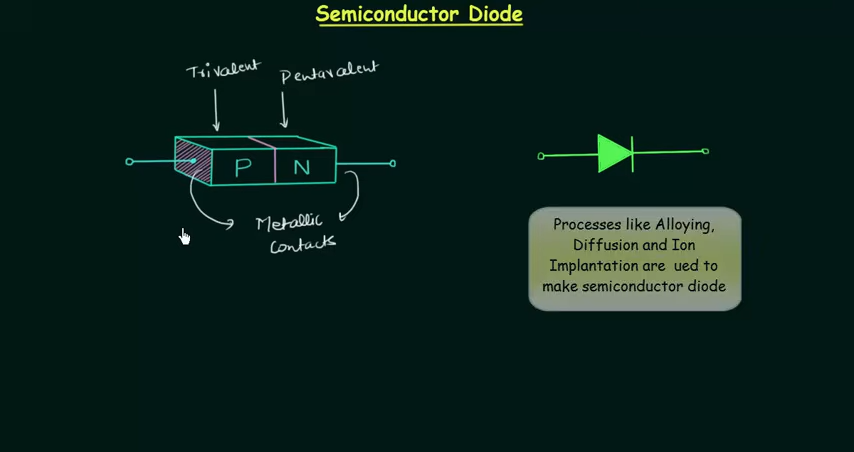 Semiconductor Diode
Trivalent
Pentavalent
P
N
Metallic
contacts
Processes like Alloying,
Diffusion and Ion
Implantation are ued to
make semiconductor diode